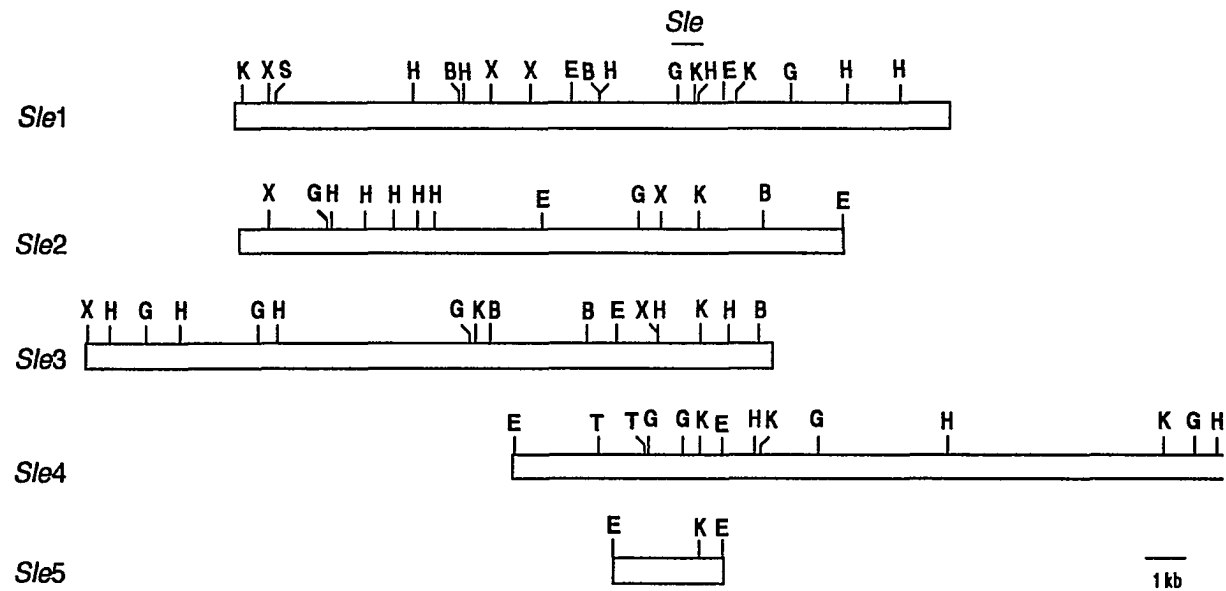 Sle
K X S H B H X X E B H G K H E K G H H
Sle1
X G H H H H H E G X K B E
Sle2
X H G H G H G K B B E X H K H B
Sle3
E T T G G K E H K G H K G H
Sle4
E K E
Sle5
1 kb